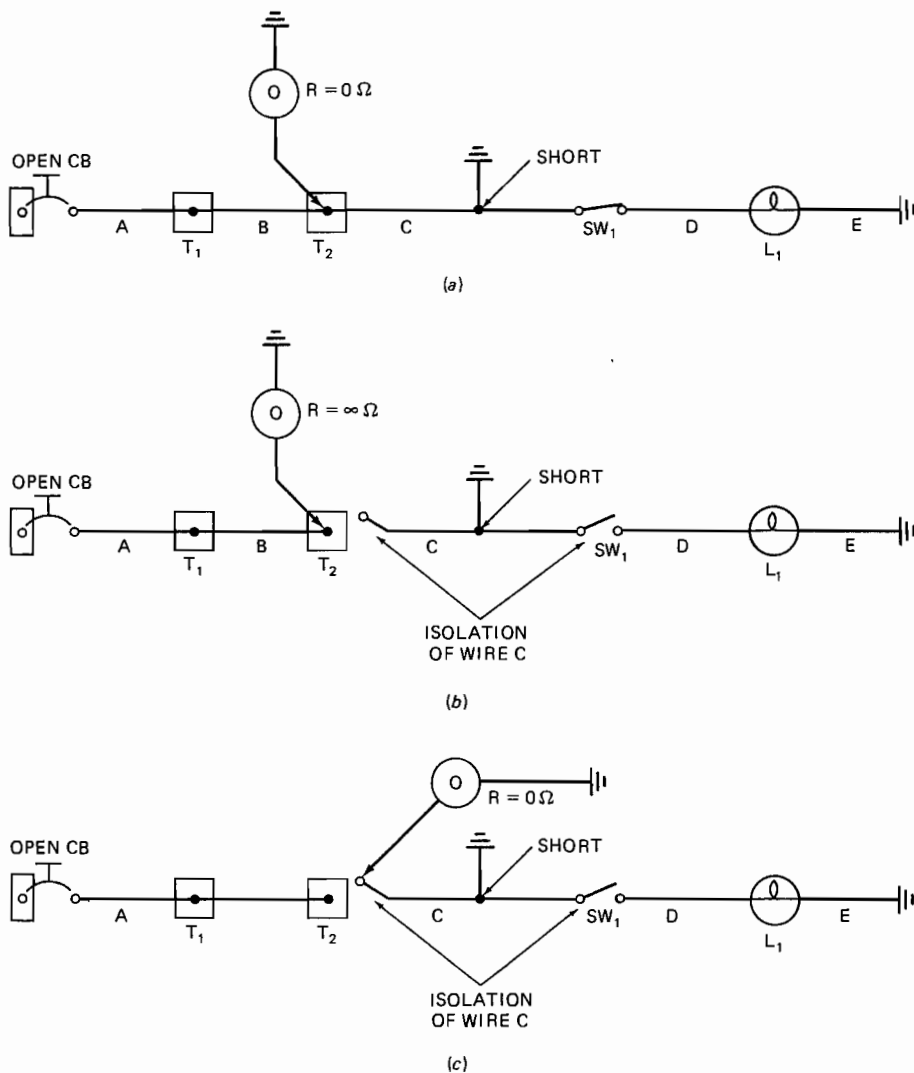 O R = 0 Ω
OPEN CB
SHORT
A B C SW₁ D E
T₁ T₂ L₁
(a)
O R = ∞ Ω
OPEN CB
SHORT
A B C SW₁ D E
T₁ T₂ L₁
ISOLATION
OF WIRE C
(b)
O R = 0 Ω
OPEN CB
SHORT
A C SW₁ D E
T₁ T₂ L₁
ISOLATION
OF WIRE C
(c)